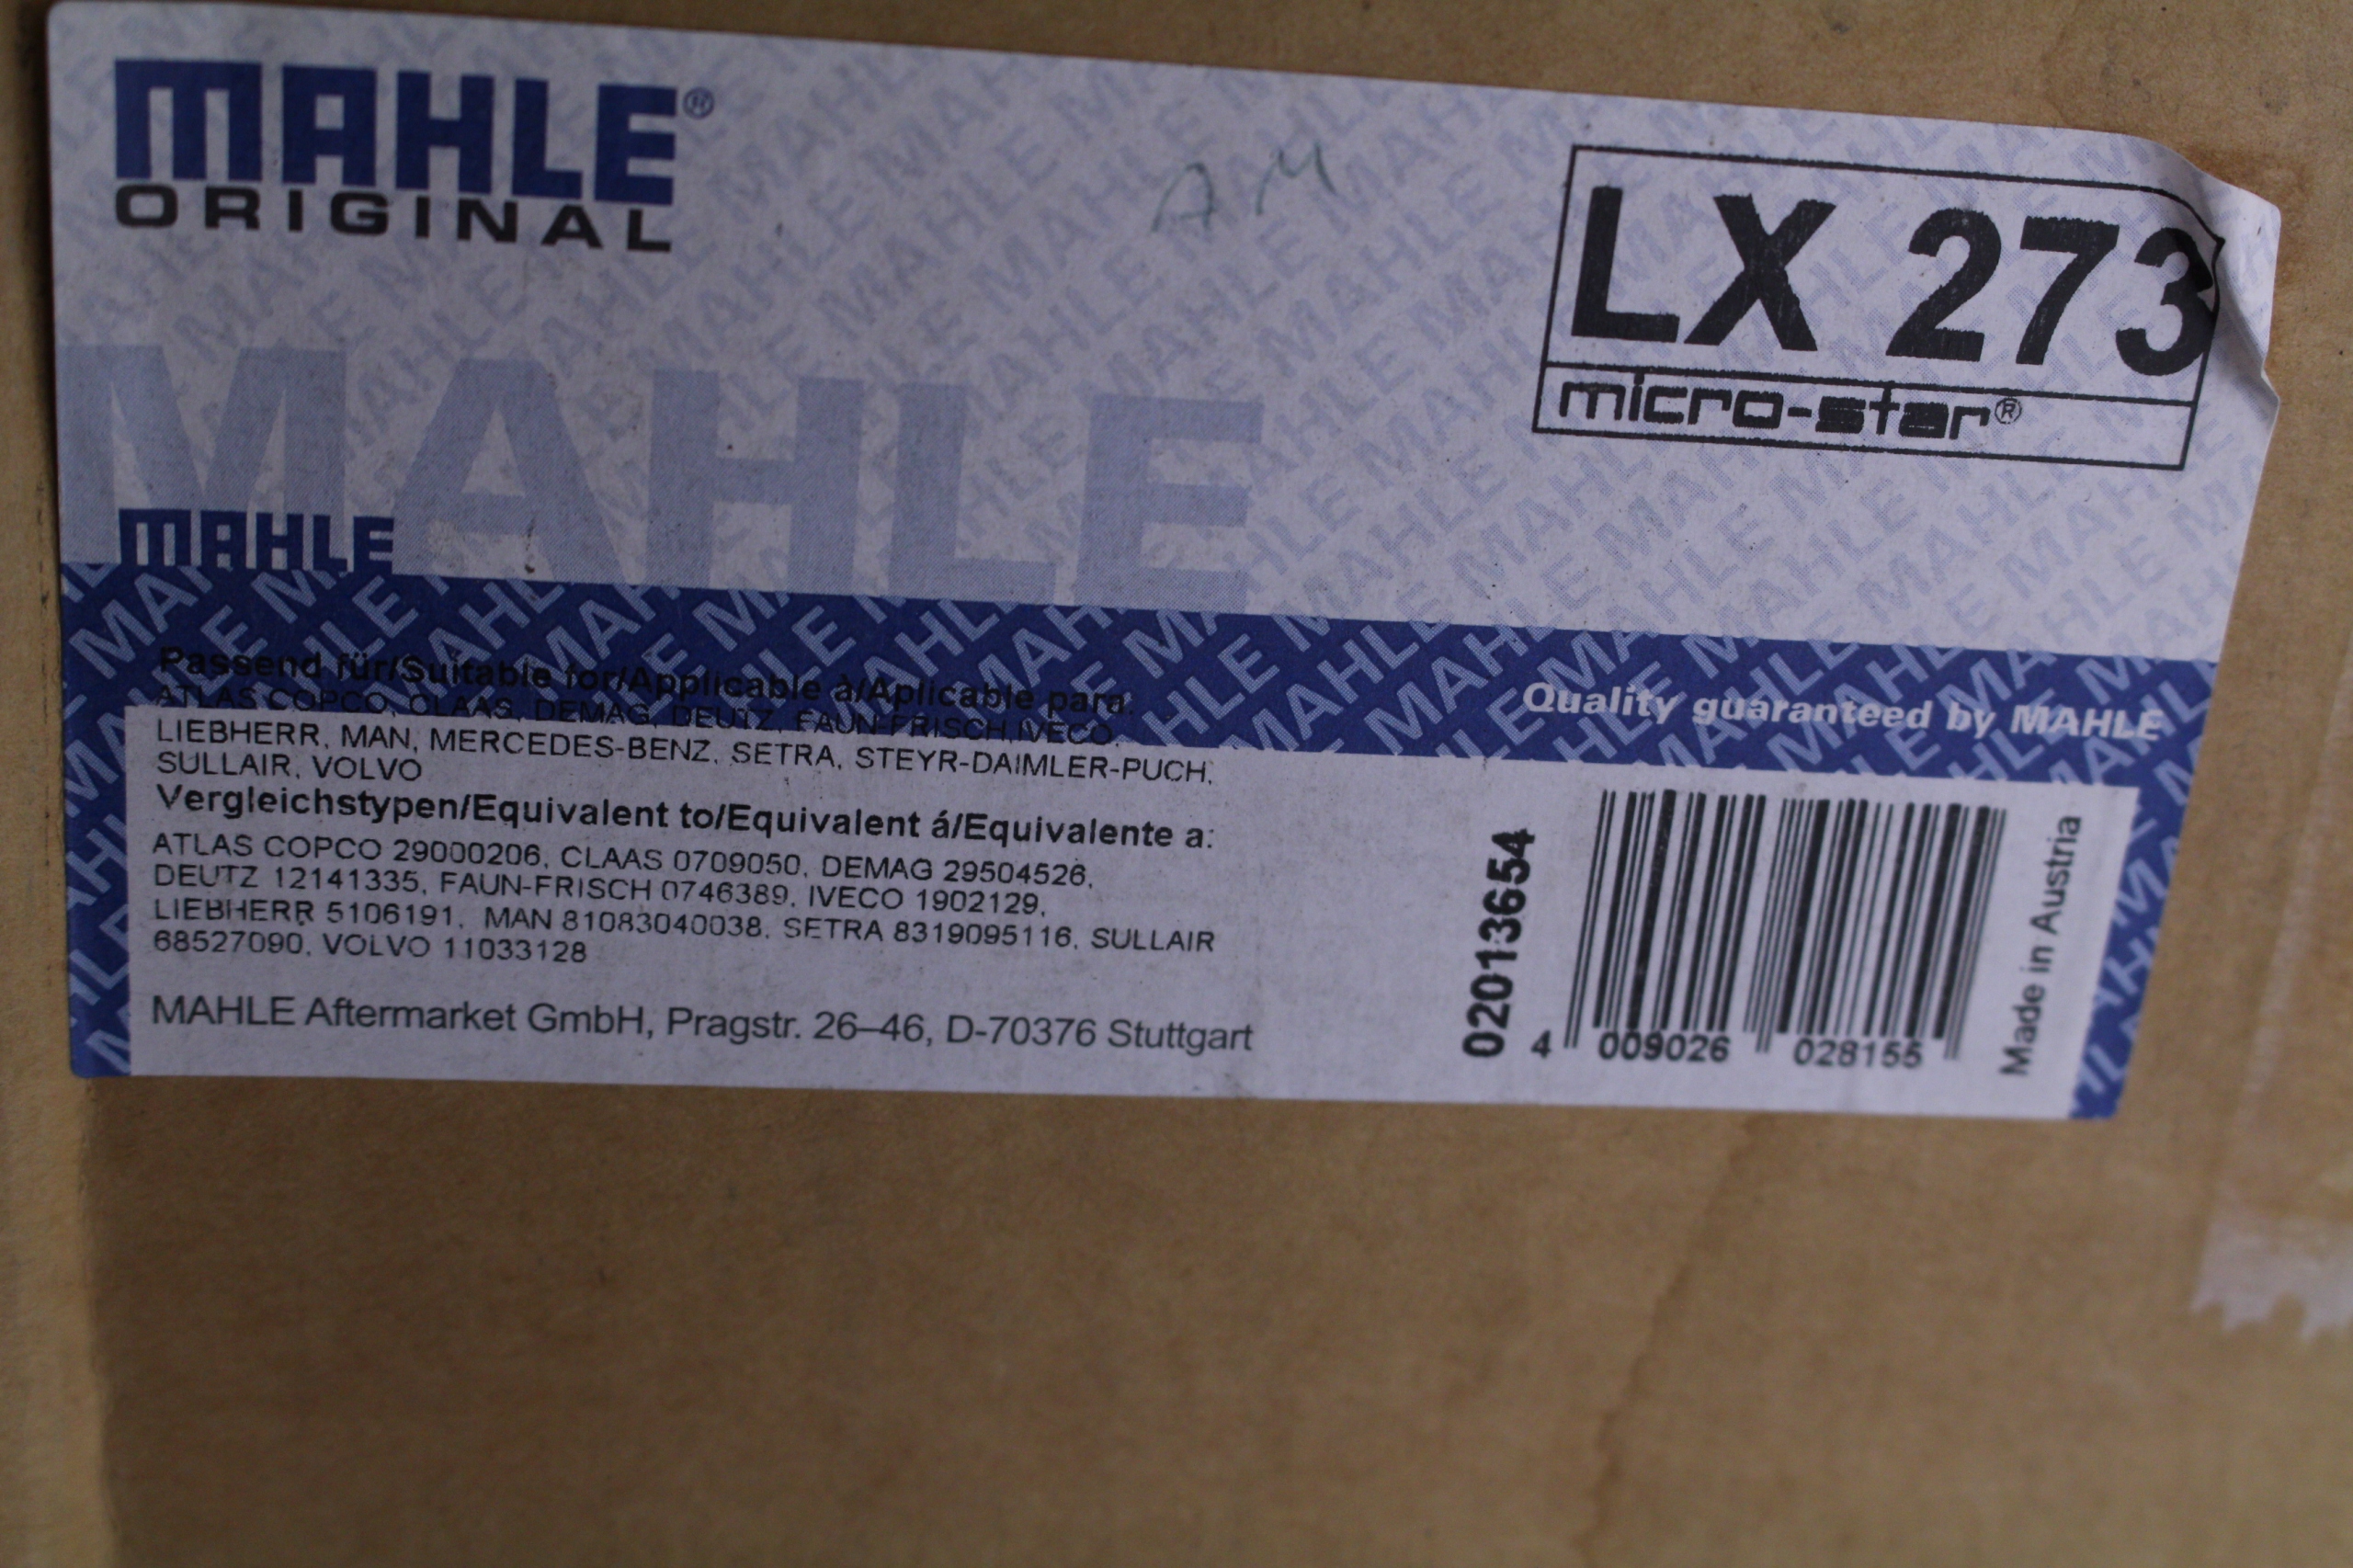 MAHLE®
ORIGINAL
LX 273
micro-star®
MAHLE
MAHLE
Passend für/Suitable for/Applicable à/Aplicable para:
ATLAS COPCO, CLAAS, DEMAG, DEUTZ, FAUN-FRISCH,IVECO,
LIEBHERR, MAN, MERCEDES-BENZ, SETRA, STEYR-DAIMLER-PUCH,
SULLAIR, VOLVO
Vergleichstypen/Equivalent to/Equivalent á/Equivalente a:
ATLAS COPCO 29000206, CLAAS 0709050, DEMAG 29504526,
DEUTZ 12141335, FAUN-FRISCH 0746389, IVECO 1902129,
LIEBHERR 5106191, MAN 81083040038, SETRA 8319095116, SULLAIR
68527090, VOLVO 11033128
MAHLE Aftermarket GmbH, Pragstr. 26–46, D-70376 Stuttgart
Quality guaranteed by MAHLE
02013654
4 009026 028155
Made in Austria